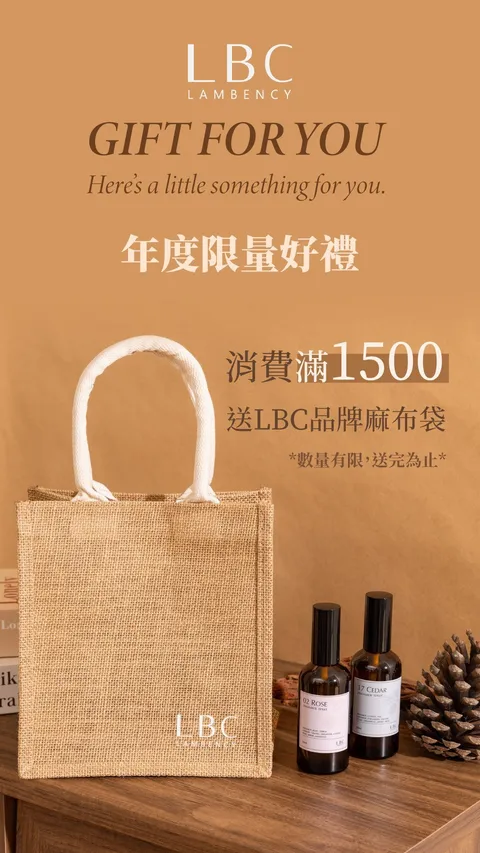 LBC
LAMBENCY
GIFT FOR YOU
Here's a little something for you.
年度限量好禮
消費滿1500
送LBC品牌麻布袋
*數量有限，送完為止*
LBC
LAMBENCY
02 ROSE
17 CEDAR
LBC